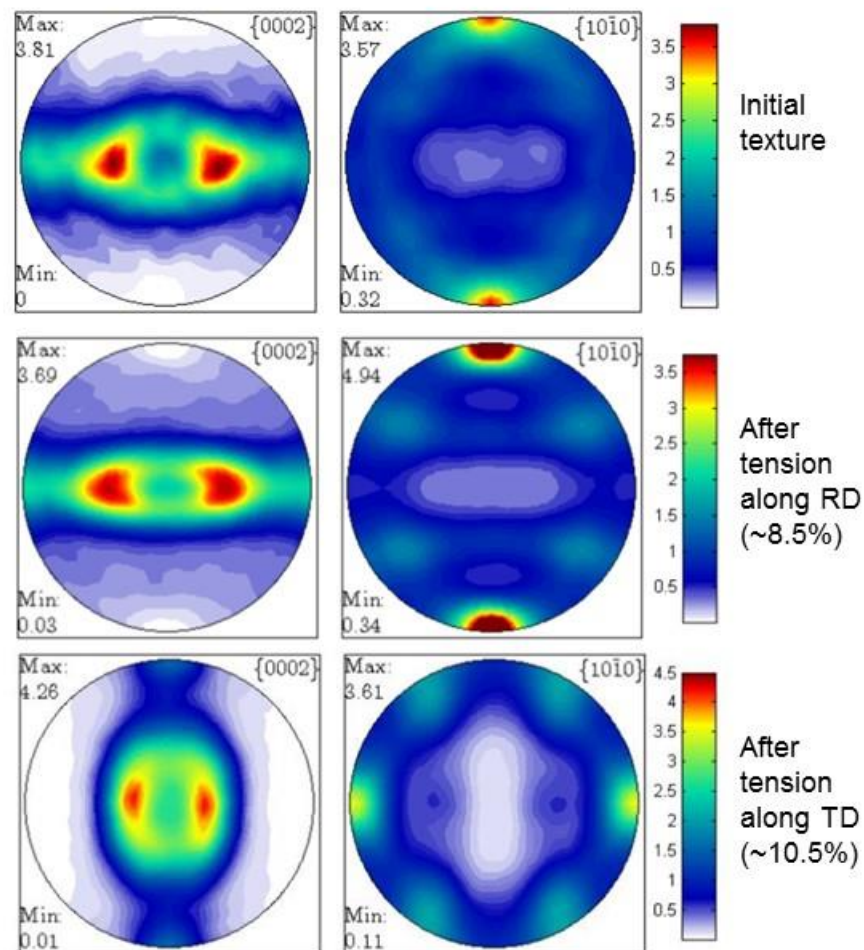 Max:
3.81
{0002}
Min:
0
Max:
3.57
{101̄0}
Min:
0.32
3.5
3
2.5
2
1.5
1
0.5
Initial
texture
Max:
3.69
{0002}
Min:
0.03
Max:
4.94
{101̄0}
Min:
0.34
3.5
3
2.5
2
1.5
1
0.5
After
tension
along RD
(~8.5%)
Max:
4.26
{0002}
Min:
0.01
Max:
3.61
{101̄0}
Min:
0.11
4.5
4
3.5
3
2.5
2
1.5
1
0.5
After
tension
along TD
(~10.5%)